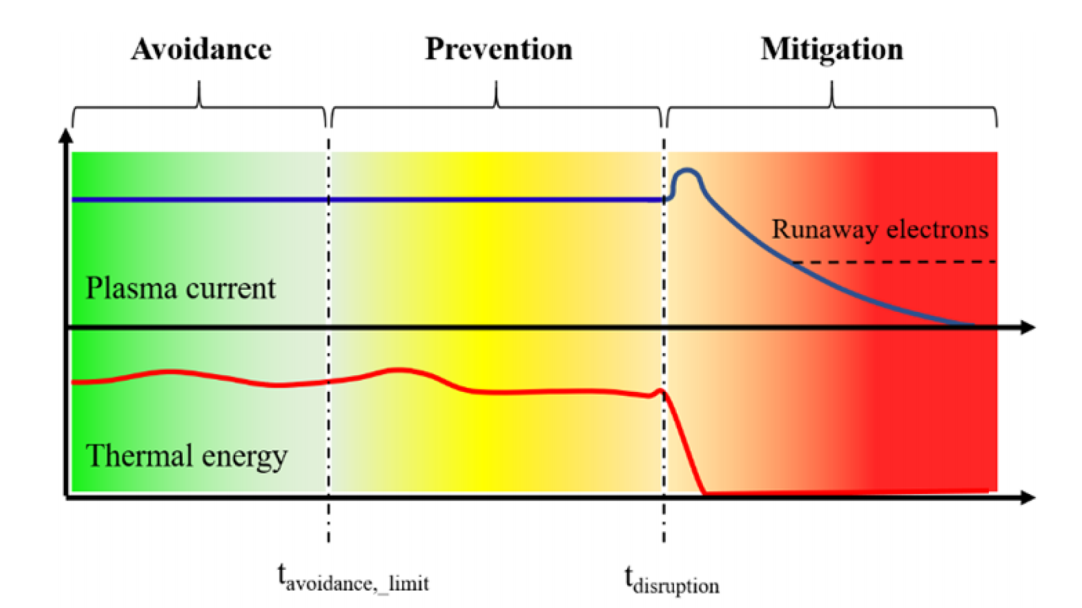 Avoidance
Prevention
Mitigation
Runaway electrons
Plasma current
Thermal energy
tavoidance,_limit
tdisruption